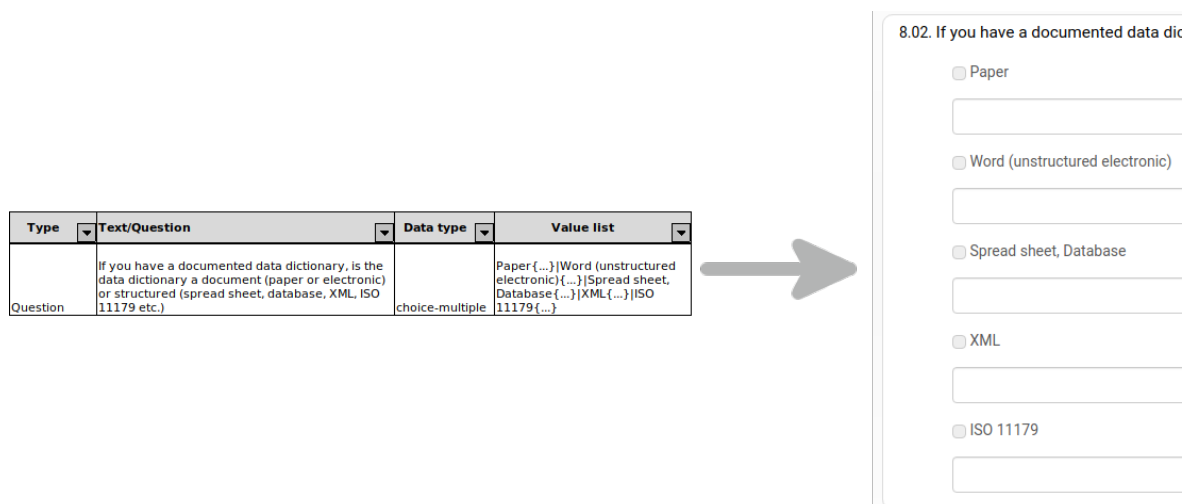 Type Text/Question Data type Value list
If you have a documented data dictionary, is the
data dictionary a document (paper or electronic)
or structured (spread sheet, database, XML, ISO
11179 etc.)
Question
choice-multiple
Paper{...}|Word (unstructured
electronic){...}|Spread sheet,
Database{...}|XML{...}|ISO
11179{...}
8.02. If you have a documented data dic
Paper
Word (unstructured electronic)
Spread sheet, Database
XML
ISO 11179